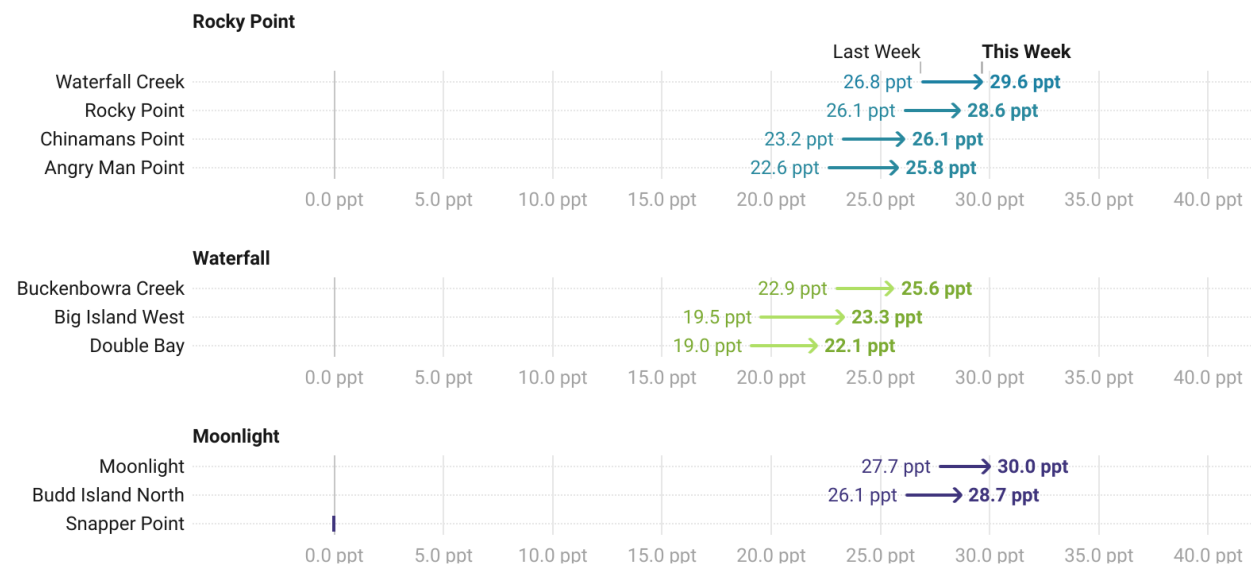 Rocky Point
Last Week This Week
Waterfall Creek 26.8 ppt 29.6 ppt
Rocky Point 26.1 ppt 28.6 ppt
Chinamans Point 23.2 ppt 26.1 ppt
Angry Man Point 22.6 ppt 25.8 ppt
0.0 ppt 5.0 ppt 10.0 ppt 15.0 ppt 20.0 ppt 25.0 ppt 30.0 ppt 35.0 ppt 40.0 ppt
Waterfall
Buckenbowra Creek 22.9 ppt 25.6 ppt
Big Island West 19.5 ppt 23.3 ppt
Double Bay 19.0 ppt 22.1 ppt
0.0 ppt 5.0 ppt 10.0 ppt 15.0 ppt 20.0 ppt 25.0 ppt 30.0 ppt 35.0 ppt 40.0 ppt
Moonlight
Moonlight 27.7 ppt 30.0 ppt
Budd Island North 26.1 ppt 28.7 ppt
Snapper Point
0.0 ppt 5.0 ppt 10.0 ppt 15.0 ppt 20.0 ppt 25.0 ppt 30.0 ppt 35.0 ppt 40.0 ppt